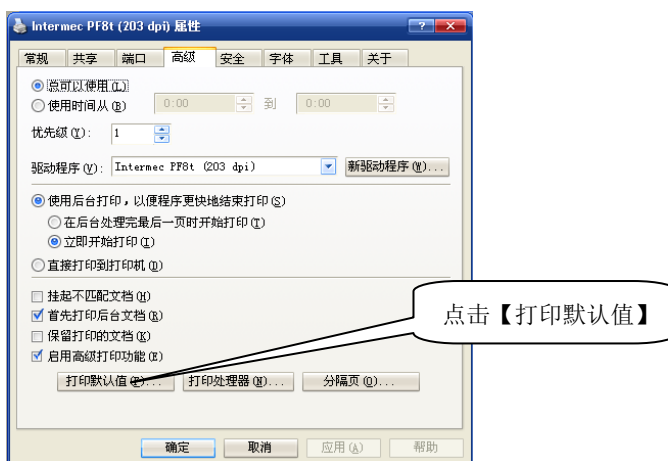 Intermec PF8t (203 dpi) 属性
常规 共享 端口 高级 安全 字体 工具 关于
总可以使用(L)
使用时间从(B) 0:00 到 0:00
优先级(Y): 1
驱动程序(V): Intermec PF8t (203 dpi) 新驱动程序(W)...
使用后台打印，以便程序更快地结束打印(S)
在后台处理完最后一页时开始打印(T)
立即开始打印(I)
直接打印到打印机(D)
挂起不匹配文档(H)
首先打印后台文档(R)
保留打印的文档(K)
启用高级打印功能(E)
点击【打印默认值】
打印默认值(F)... 打印处理器(N)... 分隔页(O)...
确定 取消 应用(A) 帮助